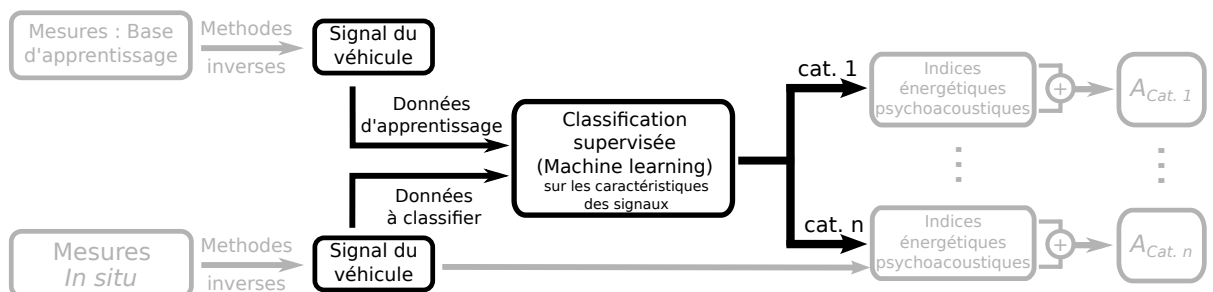 Mesures : Base
d'apprentissage
Methodes
inverses
Signal du
véhicule
Données
d'apprentissage
Classification
supervisée
(Machine learning)
sur les caractéristiques
des signaux
cat. 1
Indices
énergétiques
psychoacoustiques
+
A Cat. 1
Données
à classifier
Mesures
In situ
Methodes
inverses
Signal du
véhicule
cat. n
Indices
énergétiques
psychoacoustiques
+
A Cat. n